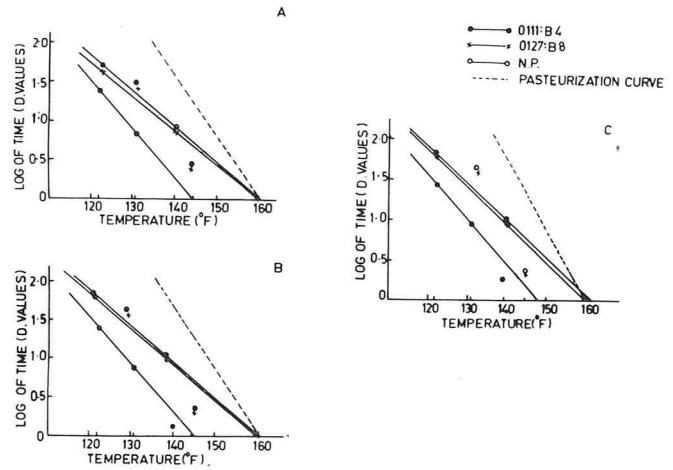 A
LOG OF TIME (D.VALUES)
2·0
1·5
1·0
0·5
0
120 130 140 150 160
TEMPERATURE (°F)
B
LOG OF TIME (D.VALUES)
2·0
1·5
1·0
0·5
0
120 130 140 150 160
TEMPERATURE (°F)
0111:B4
0127:B8
N.P.
PASTEURIZATION CURVE
C
LOG OF TIME (D.VALUES)
2·0
1·5
1·0
0·5
0
120 130 140 150 160
TEMPERATURE(°F)